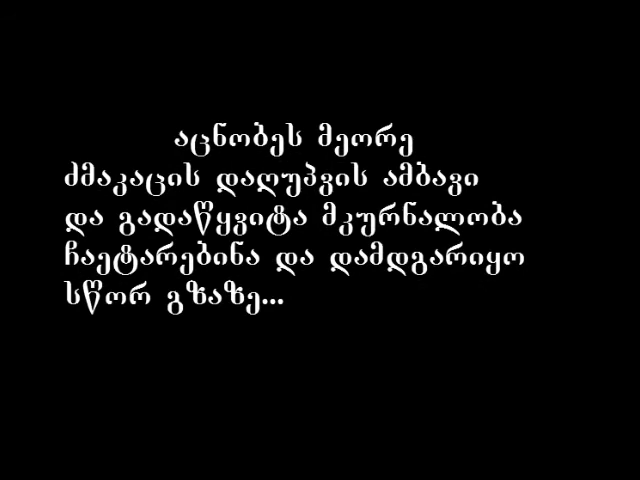 აცნობეს მეორე
ძმაკაცის დაღუპვის ამბავი
და გადაწყვიტა მკურნალობა
ჩაეტარებინა და დამდგარიყო
სწორ გზაზე...